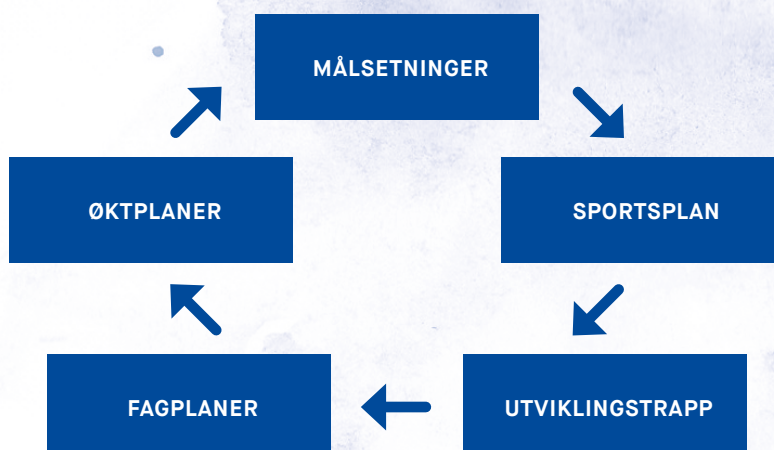 MÅLSETNINGER
ØKTPLANER
SPORTSPLAN
FAGPLANER
UTVIKLINGSTRAPP